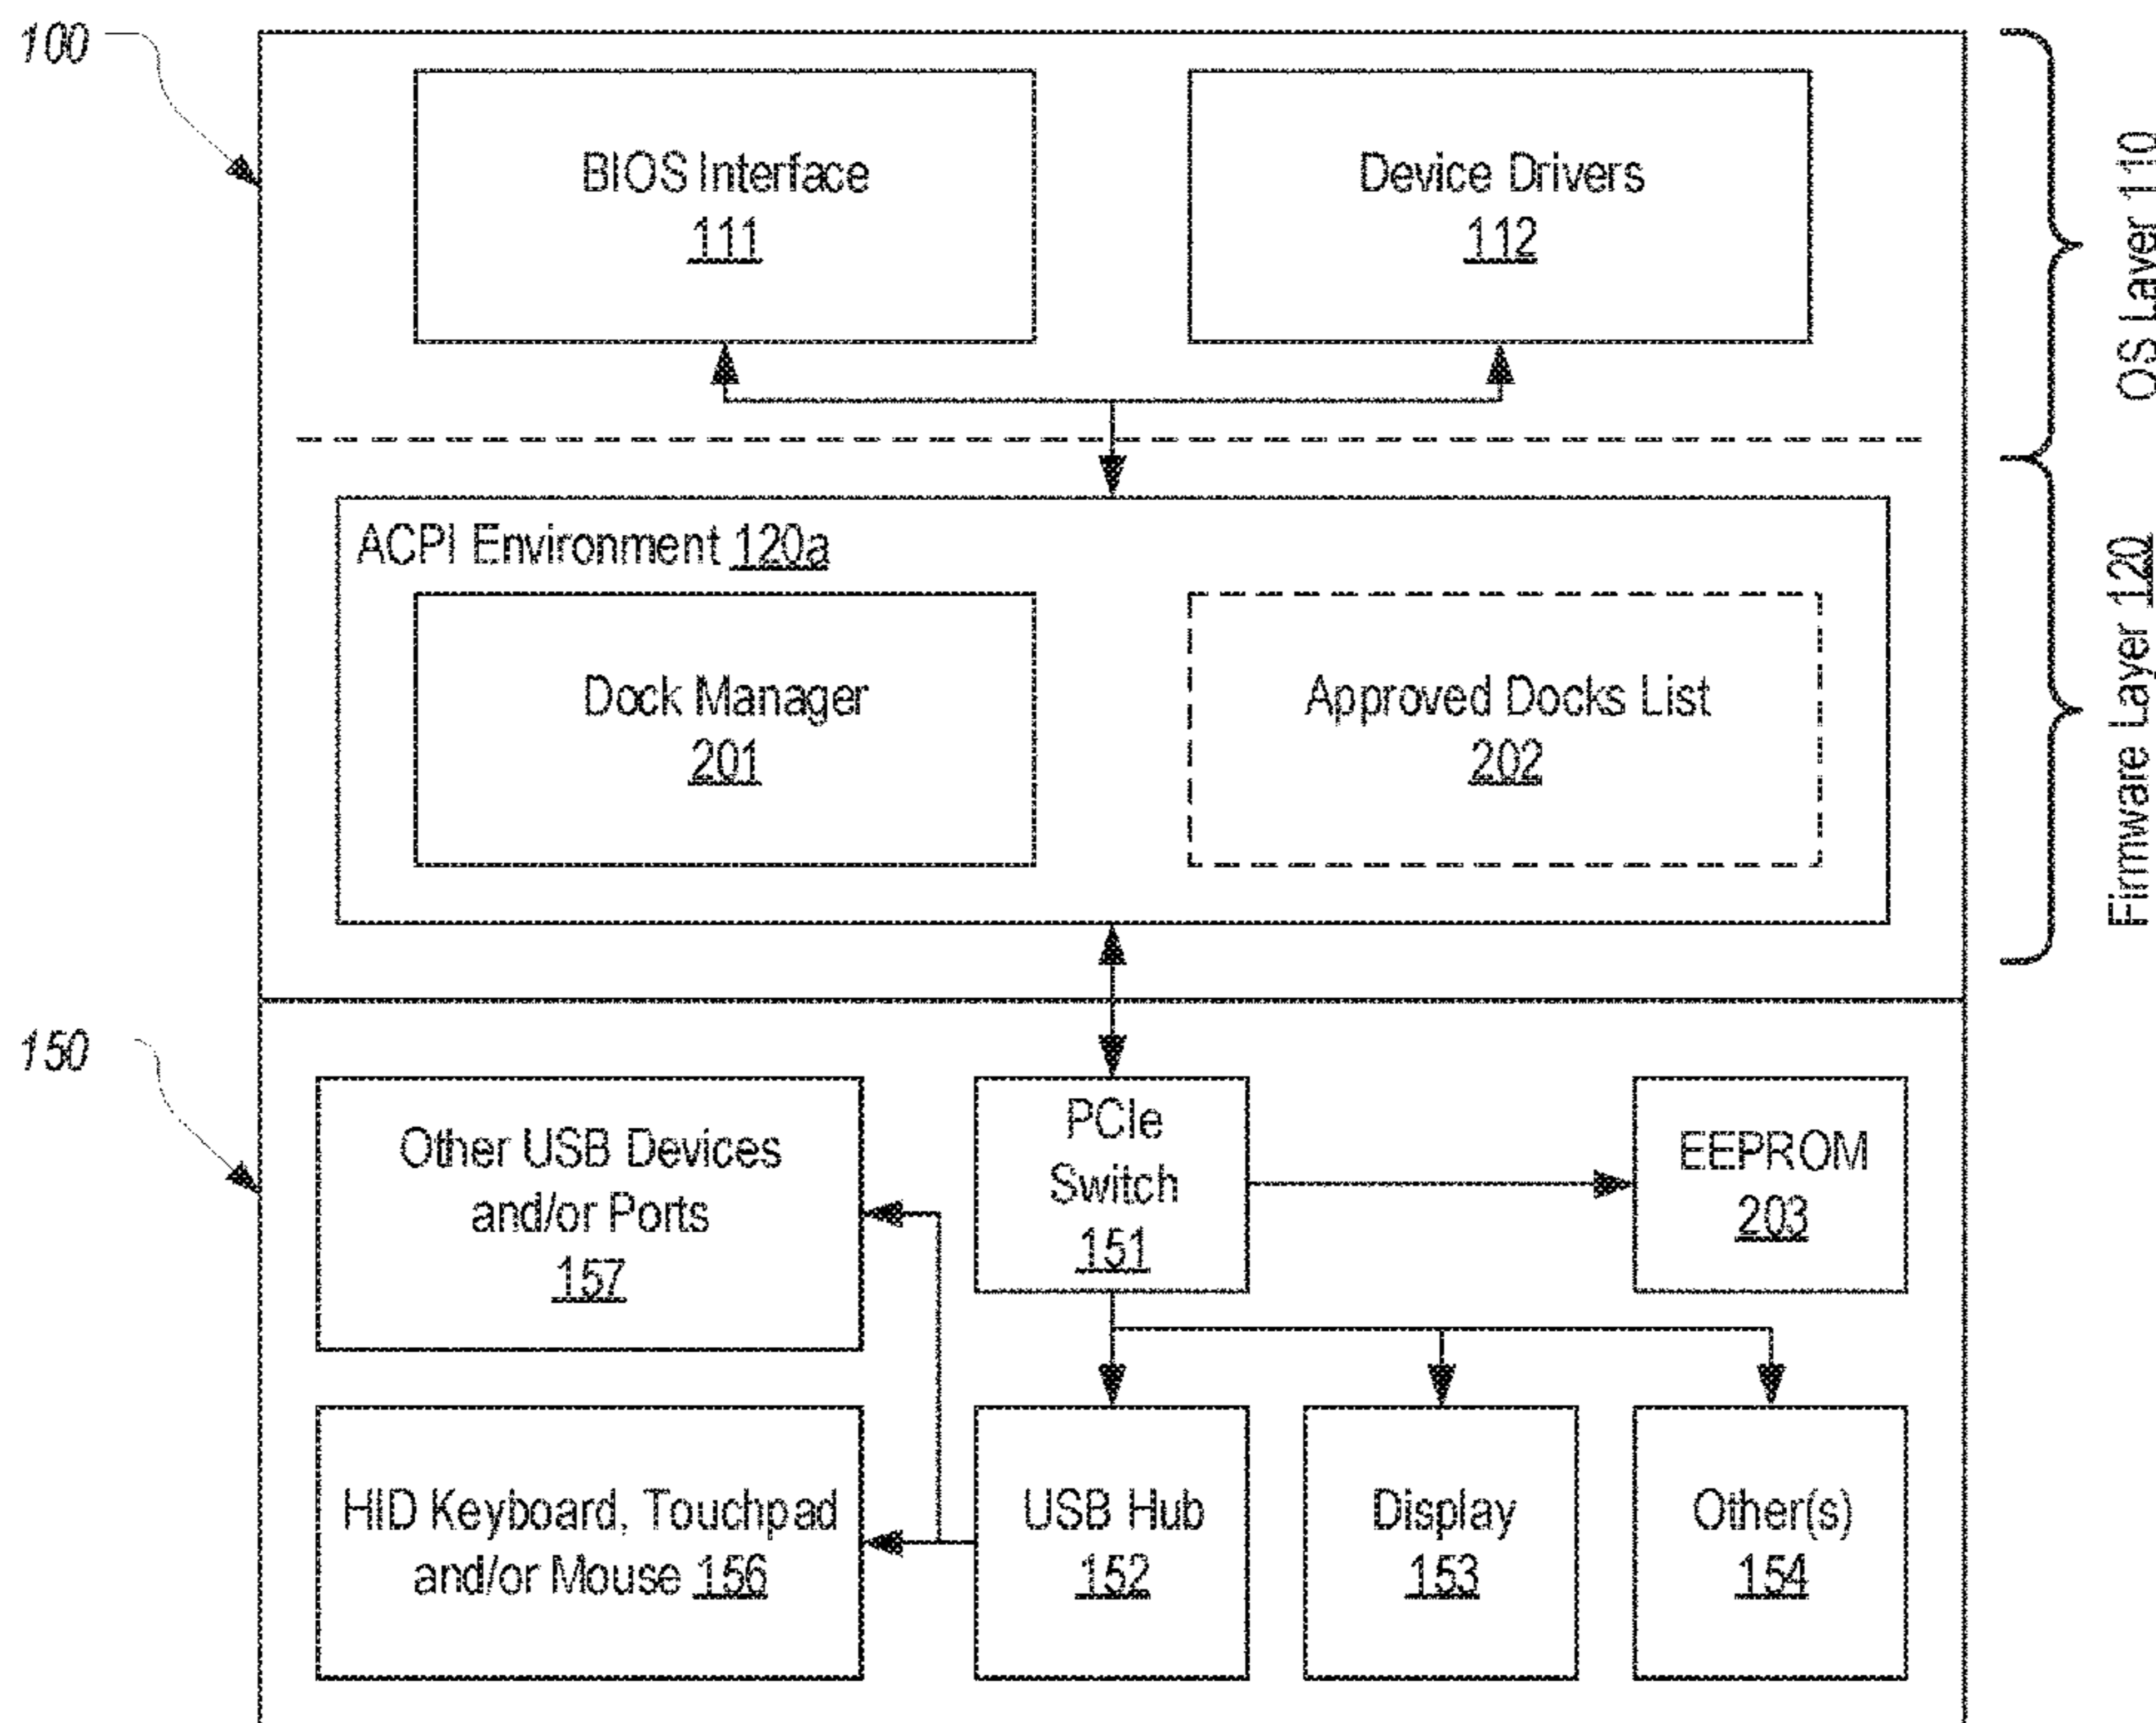 100
BIOS Interface
111
Device Drivers
112
OS Layer 110
ACPI Environment 120a
Dock Manager
201
Approved Docks List
202
Firmware Layer 120
150
Other USB Devices
and/or Ports
157
PCIe
Switch
151
EEPROM
203
HID Keyboard, Touchpad
and/or Mouse 156
USB Hub
152
Display
153
Other(s)
154